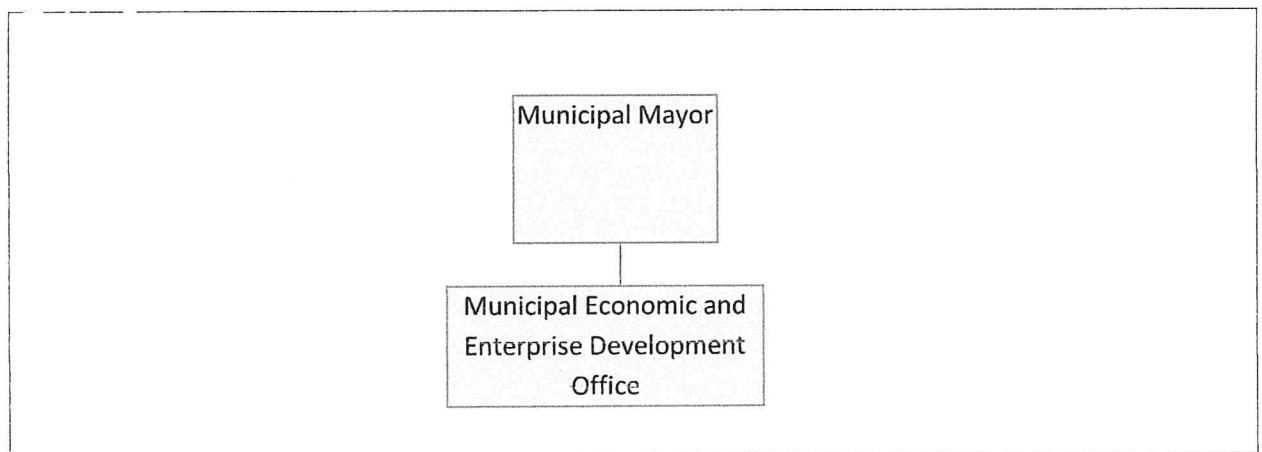 Municipal Mayor
Municipal Economic and
Enterprise Development
Office